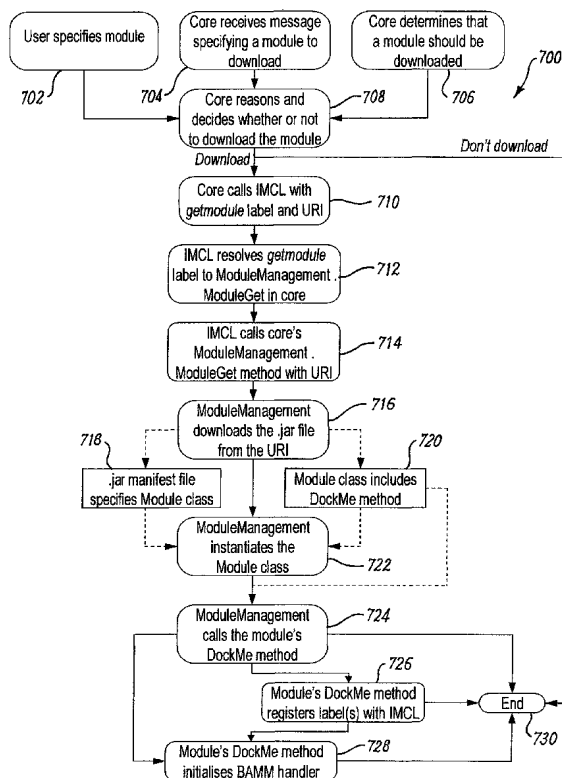 User specifies module
702
Core receives message
specifying a module to
download
704
Core determines that
a module should be
downloaded
706
700
Core reasons and
decides whether or not
to download the module
708
Download
Don't download
Core calls IMCL with
getmodule label and URI
710
IMCL resolves getmodule
label to ModuleManagement .
ModuleGet in core
712
IMCL calls core's
ModuleManagement .
ModuleGet method with URI
714
ModuleManagement
downloads the .jar file
from the URI
716
718
.jar manifest file
specifies Module class
720
Module class includes
DockMe method
ModuleManagement
instantiates the
Module class
722
ModuleManagement
calls the module's
DockMe method
724
726
Module's DockMe method
registers label(s) with IMCL
End
730
Module's DockMe method
initialises BAMM handler
728